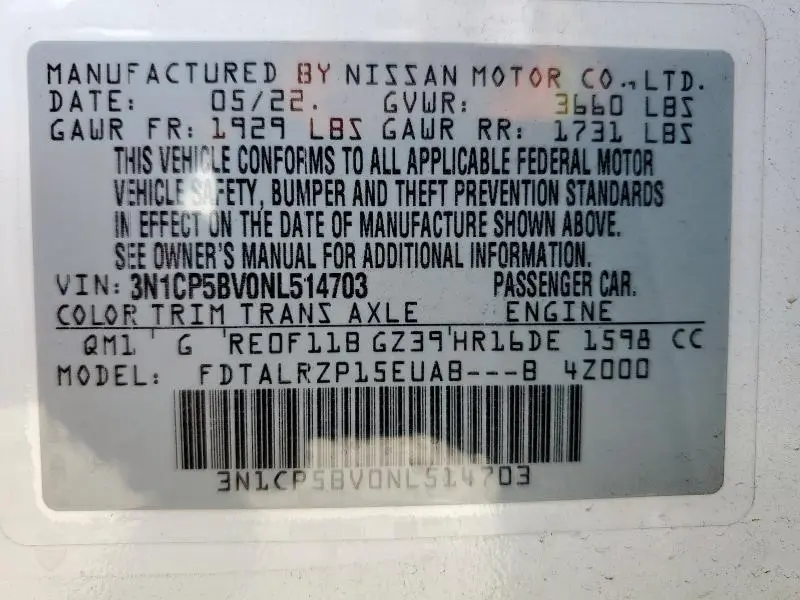 MANUFACTURED BY NISSAN MOTOR CO., LTD.
DATE: 05/22. GVWR: 3660 LBS
GAWR FR: 1929 LBS GAWR RR: 1731 LBS
THIS VEHICLE CONFORMS TO ALL APPLICABLE FEDERAL MOTOR
VEHICLE SAFETY, BUMPER AND THEFT PREVENTION STANDARDS
IN EFFECT ON THE DATE OF MANUFACTURE SHOWN ABOVE.
SEE OWNER'S MANUAL FOR ADDITIONAL INFORMATION.
VIN: 3N1CP5BV0NL514703 PASSENGER CAR.
COLOR TRIM TRANS AXLE ENGINE
QM1 ' G 'RE0F11B GZ39'HR16DE 1598 CC
MODEL: FDTALRZP15EUAB---B 4Z000
3N1CP5BV0NL514703